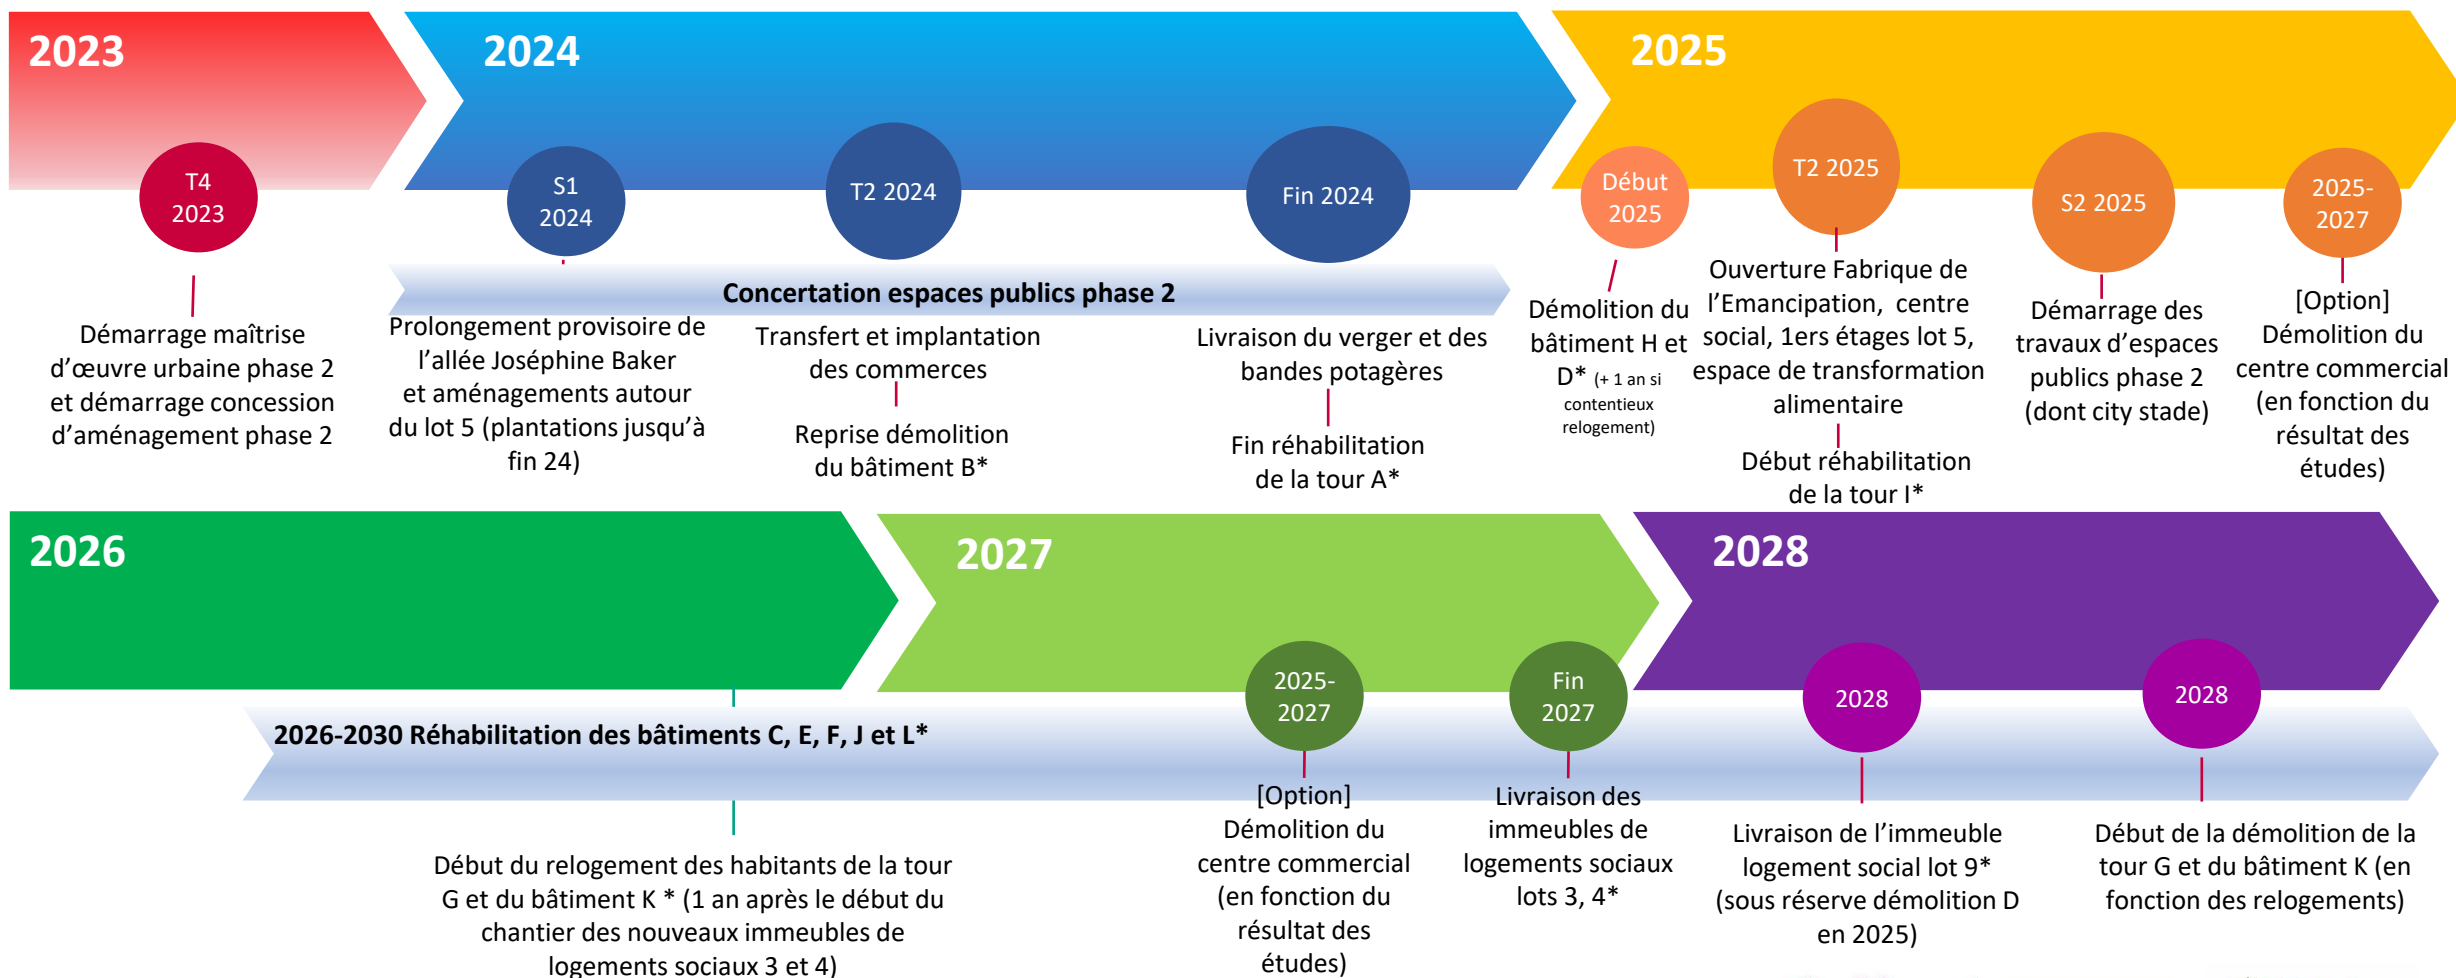 2023
T4
2023
Démarrage maîtrise
d’œuvre urbaine phase 2
et démarrage concession
d’aménagement phase 2
2024
Concertation espaces publics phase 2
S1
2024
Prolongement provisoire de
l’allée Joséphine Baker
et aménagements autour
du lot 5 (plantations jusqu’à
fin 24)
T2 2024
Transfert et implantation
des commerces
Reprise démolition
du bâtiment B*
Fin 2024
Livraison du verger et des
bandes potagères
Fin réhabilitation
de la tour A*
2025
Début
2025
Démolition du
bâtiment H et
D* (+ 1 an si
contentieux
relogement)
T2 2025
Ouverture Fabrique de
l’Emancipation, centre
social, 1ers étages lot 5,
espace de transformation
alimentaire
Début réhabilitation
de la tour I*
S2 2025
Démarrage des
travaux d’espaces
publics phase 2
(dont city stade)
2025-
2027
[Option]
Démolition du
centre commercial
(en fonction du
résultat des
études)
2026
2026-2030 Réhabilitation des bâtiments C, E, F, J et L*
Début du relogement des habitants de la tour
G et du bâtiment K * (1 an après le début du
chantier des nouveaux immeubles de
logements sociaux 3 et 4)
2027
2025-
2027
[Option]
Démolition du
centre commercial
(en fonction du
résultat des
études)
Fin
2027
Livraison des
immeubles de
logements sociaux
lots 3, 4*
2028
2028
Livraison de l’immeuble
logement social lot 9*
(sous réserve démolition D
en 2025)
2028
Début de la démolition de la
tour G et du bâtiment K (en
fonction des relogements)